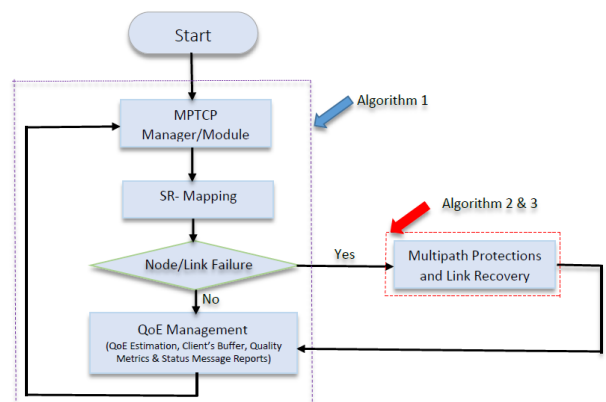 Start
Algorithm 1
MPTCP
Manager/Module
SR- Mapping
Algorithm 2 & 3
Node/Link Failure
Yes
Multipath Protections
and Link Recovery
No
QoE Management
(QoE Estimation, Client's Buffer, Quality
Metrics & Status Message Reports)